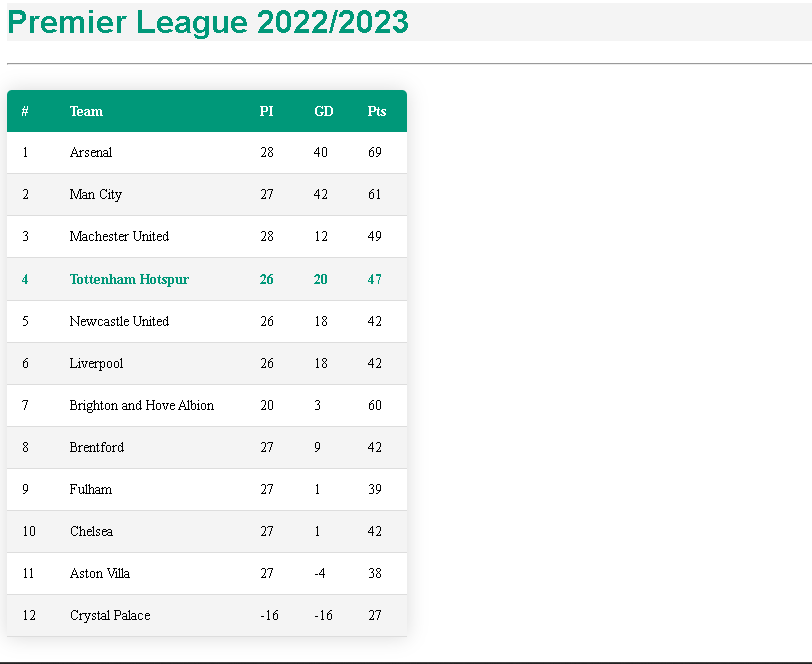 Premier League 2022/2023
# Team PI GD Pts
1 Arsenal 28 40 69
2 Man City 27 42 61
3 Machester United 28 12 49
4 Tottenham Hotspur 26 20 47
5 Newcastle United 26 18 42
6 Liverpool 26 18 42
7 Brighton and Hove Albion 20 3 60
8 Brentford 27 9 42
9 Fulham 27 1 39
10 Chelsea 27 1 42
11 Aston Villa 27 -4 38
12 Crystal Palace -16 -16 27